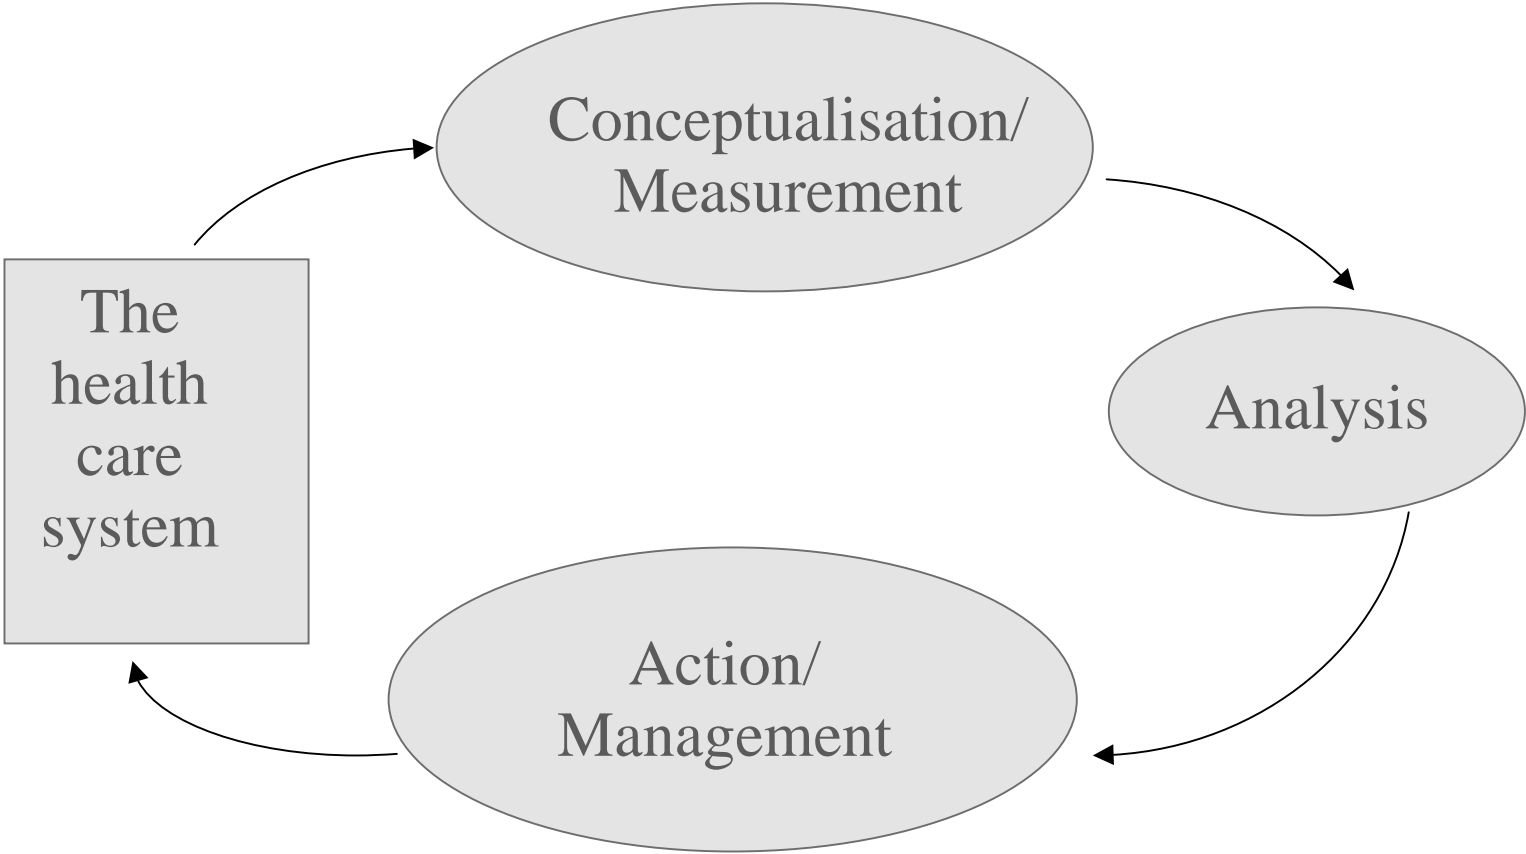 Conceptualisation/
Measurement
The
health
care
system
Analysis
Action/
Management